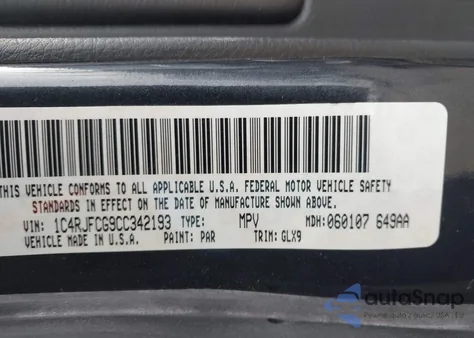 THIS VEHICLE CONFORMS TO ALL APPLICABLE U.S.A. FEDERAL MOTOR VEHICLE SAFETY
STANDARDS IN EFFECT ON THE DATE OF MANUFACTURE SHOWN ABOVE.
VIN: 1C4RJFCG9CC342193 TYPE: MPV MDH:060107 649AA
VEHICLE MADE IN U.S.A. PAINT: PAR TRIM: GLX9
autoSnap